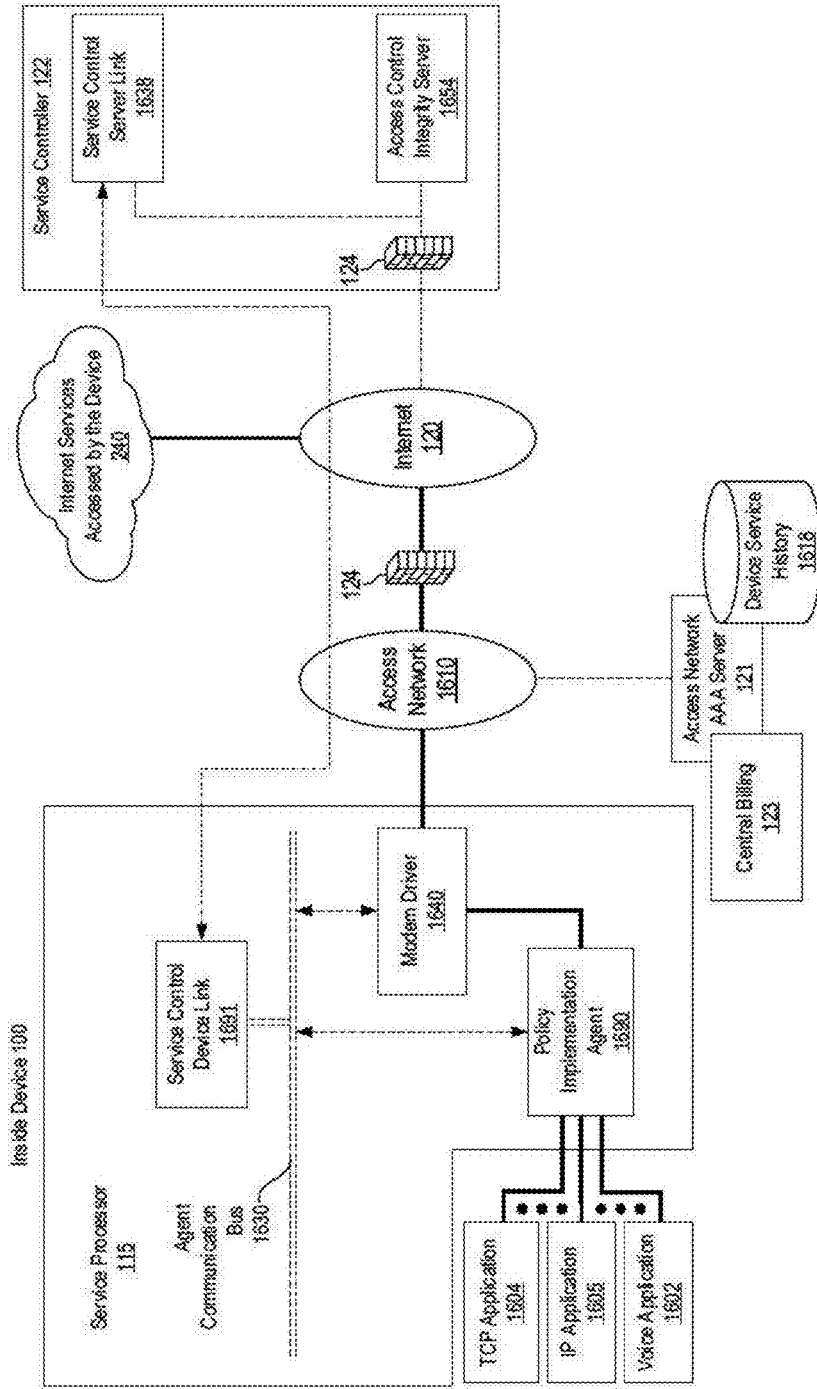 Inside Device 100
Service Processor
115
Agent
Communication
Bus
1630
Service Control
Device Link
1691
Modem Driver
1640
Policy
Implementation
Agent
1690
TCP Application
1604
IP Application
1605
Voice Application
1602
Access
Network
1610
124
Internet
120
Internet Services
Accessed by the Device
240
124
Service Controller 122
Service Control
Server Link
1638
Access Control
Integrity Server
1654
Central Billing
123
Access Network
AAA Server
121
Device Service
History
1618